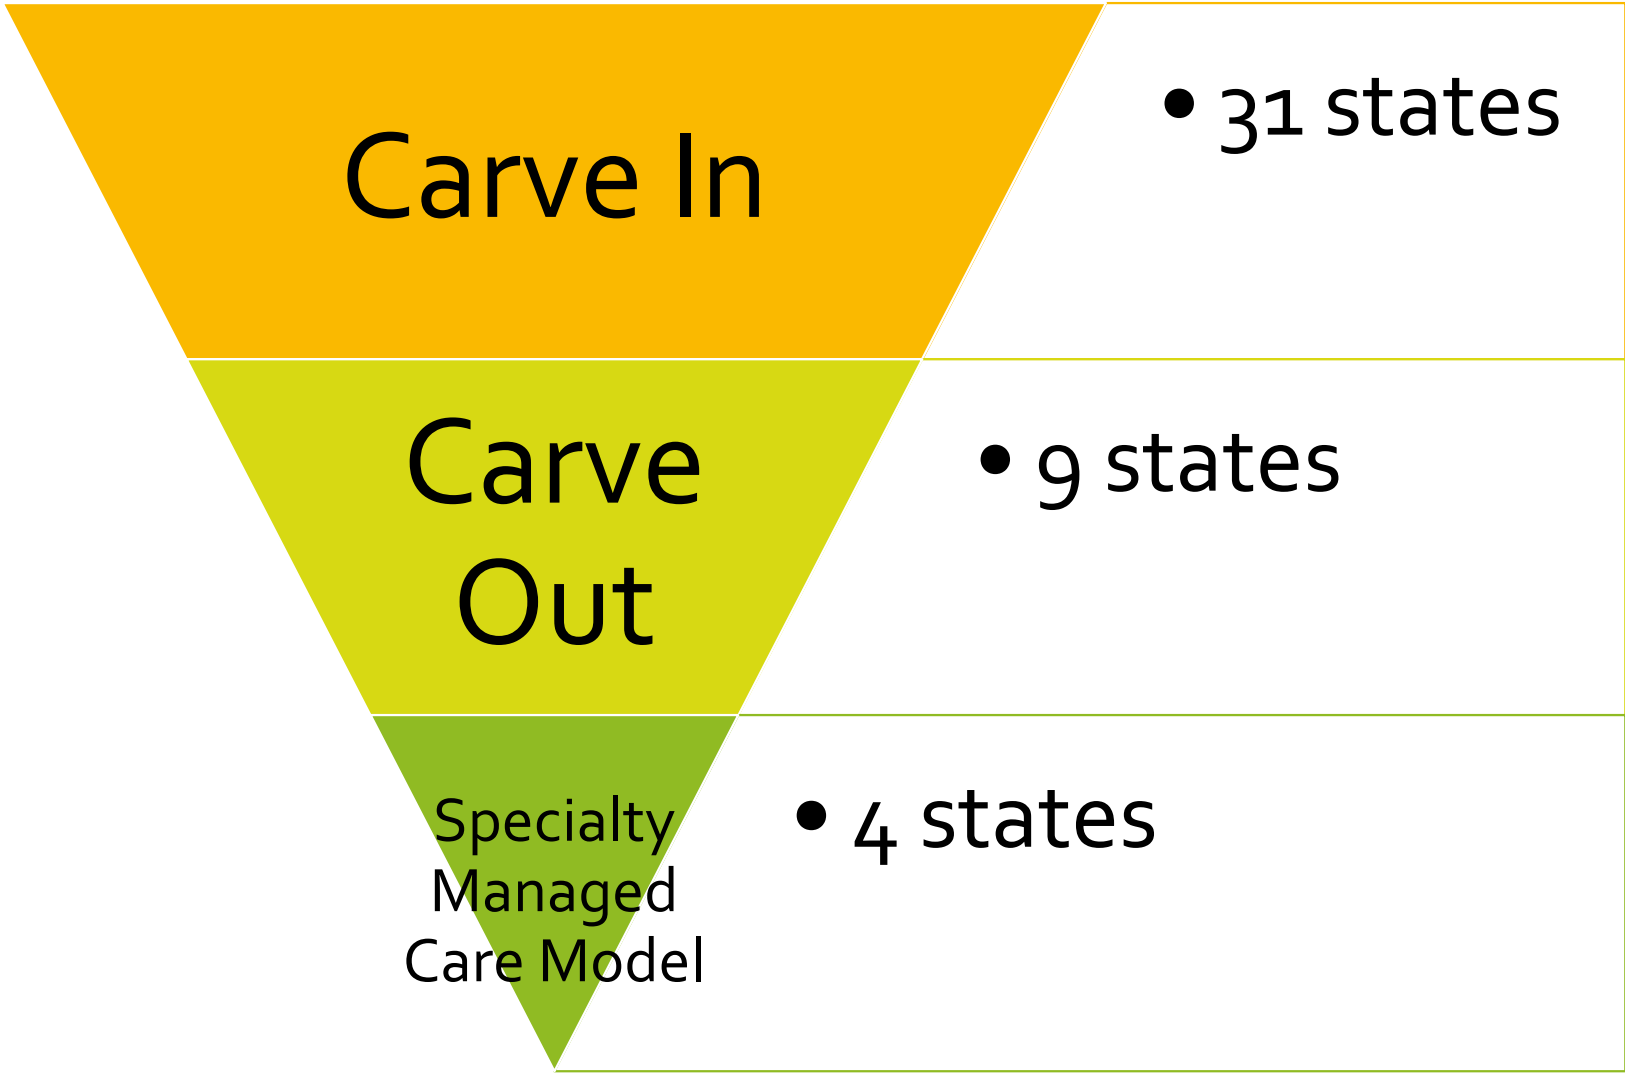 Carve In
• 31 states
Carve
Out
• 9 states
Specialty
Managed
Care Model
• 4 states